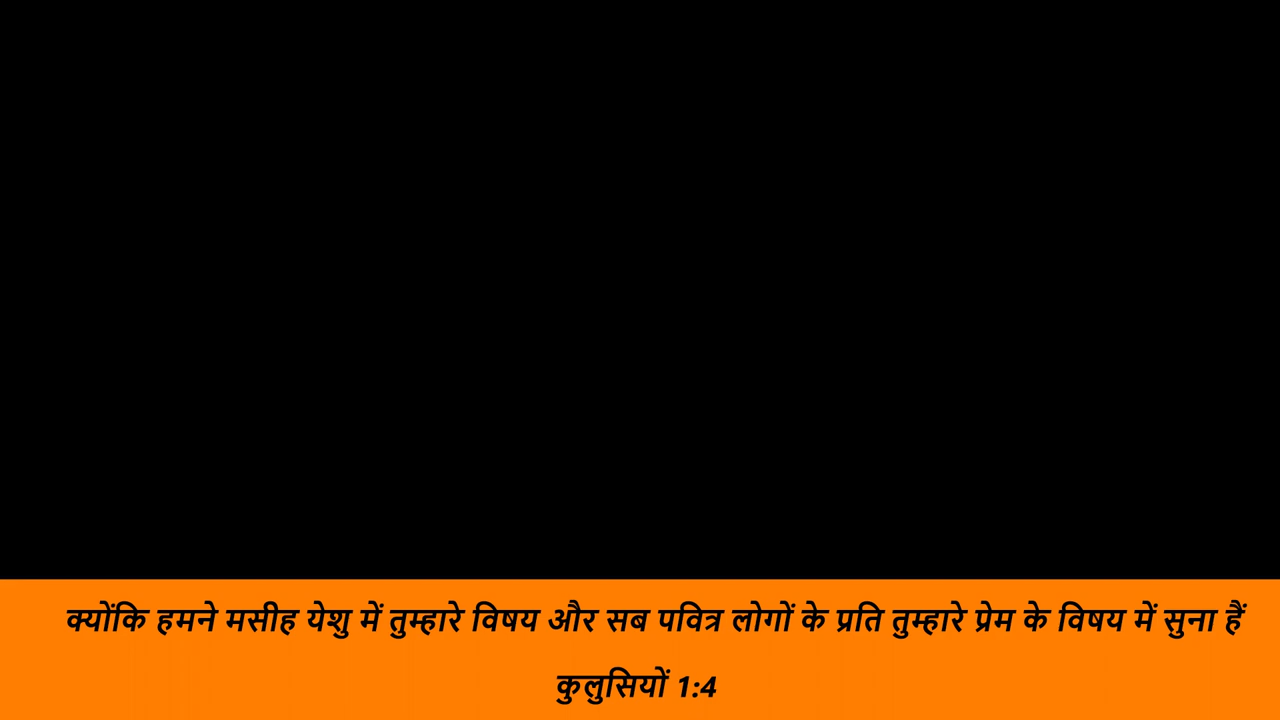 क्योंकि हमने मसीह येशु में तुम्हारे विषय और सब पवित्र लोगों के प्रति तुम्हारे प्रेम के विषय में सुना हैं
कुलुसियों 1:4